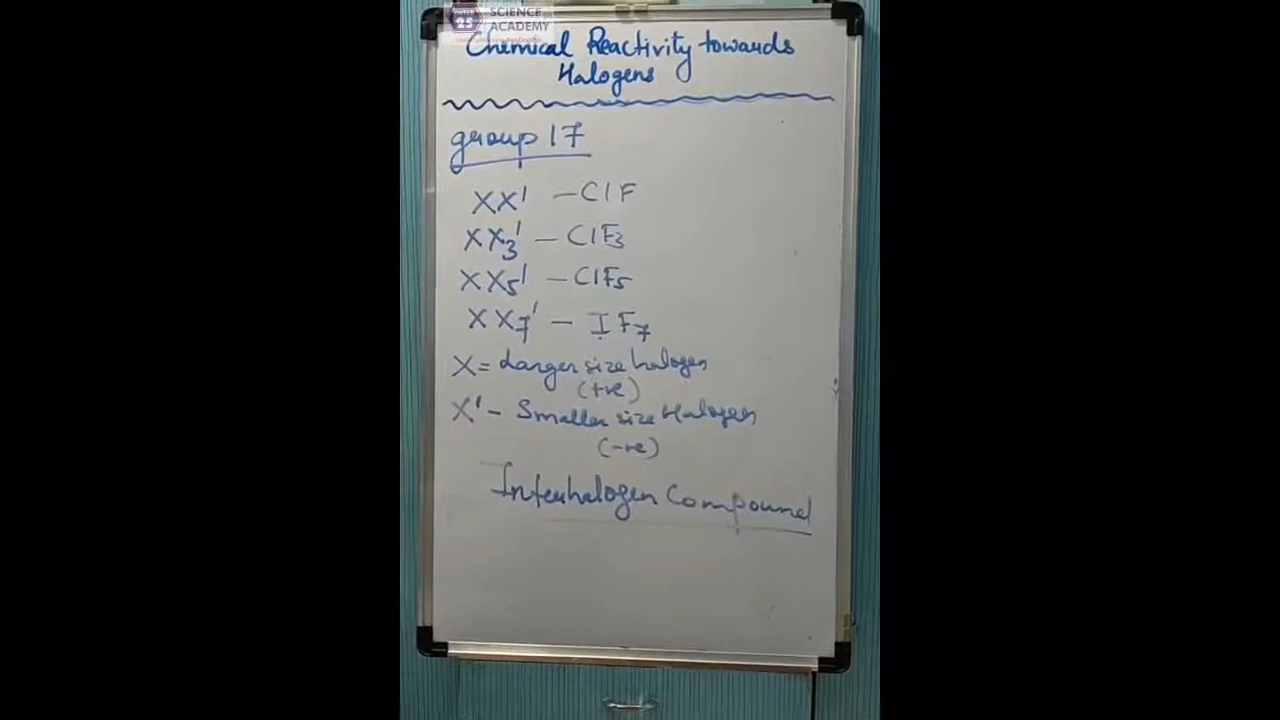 25 SCIENCE
ACADEMY
Chemical Reactivity towards
Halogens
group 17
XX' - ClF
XX₃' - ClF₃
XX₅' - ClF₅
XX₇' - IF₇
X = Larger size halogen
(+ve)
X' - Smaller size Halogen
(-ve)
Interhalogen Compound